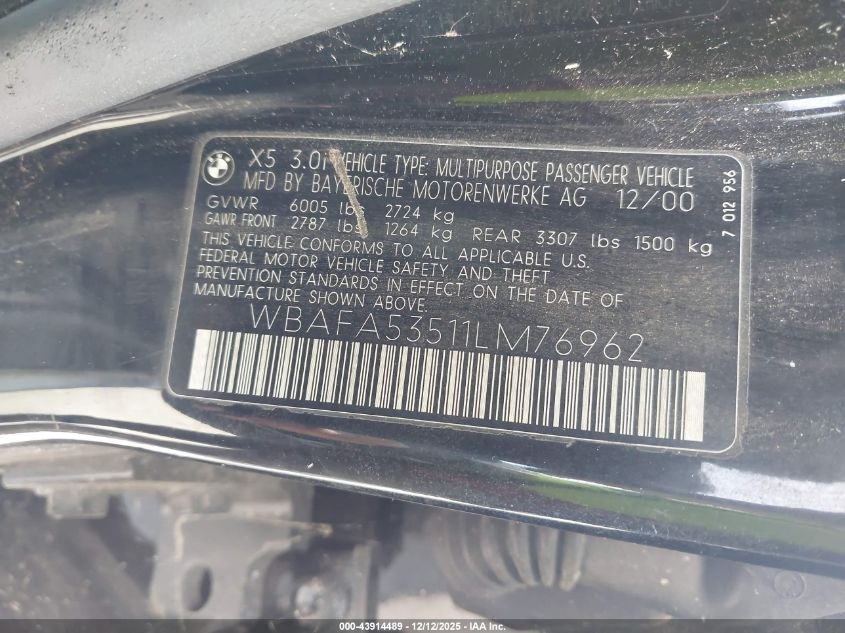 BMW
X5 3.0i VEHICLE TYPE: MULTIPURPOSE PASSENGER VEHICLE
MFD BY BAYERISCHE MOTORENWERKE AG 12/00
GVWR 6005 lbs 2724 kg
GAWR FRONT 2787 lbs 1264 kg REAR 3307 lbs 1500 kg
THIS VEHICLE CONFORMS TO ALL APPLICABLE U.S.
FEDERAL MOTOR VEHICLE SAFETY AND THEFT
PREVENTION STANDARDS IN EFFECT ON THE DATE OF
MANUFACTURE SHOWN ABOVE.
WBAFA53511LM76962
7 012 956
000-43914489 - 12/12/2025 - IAA Inc.